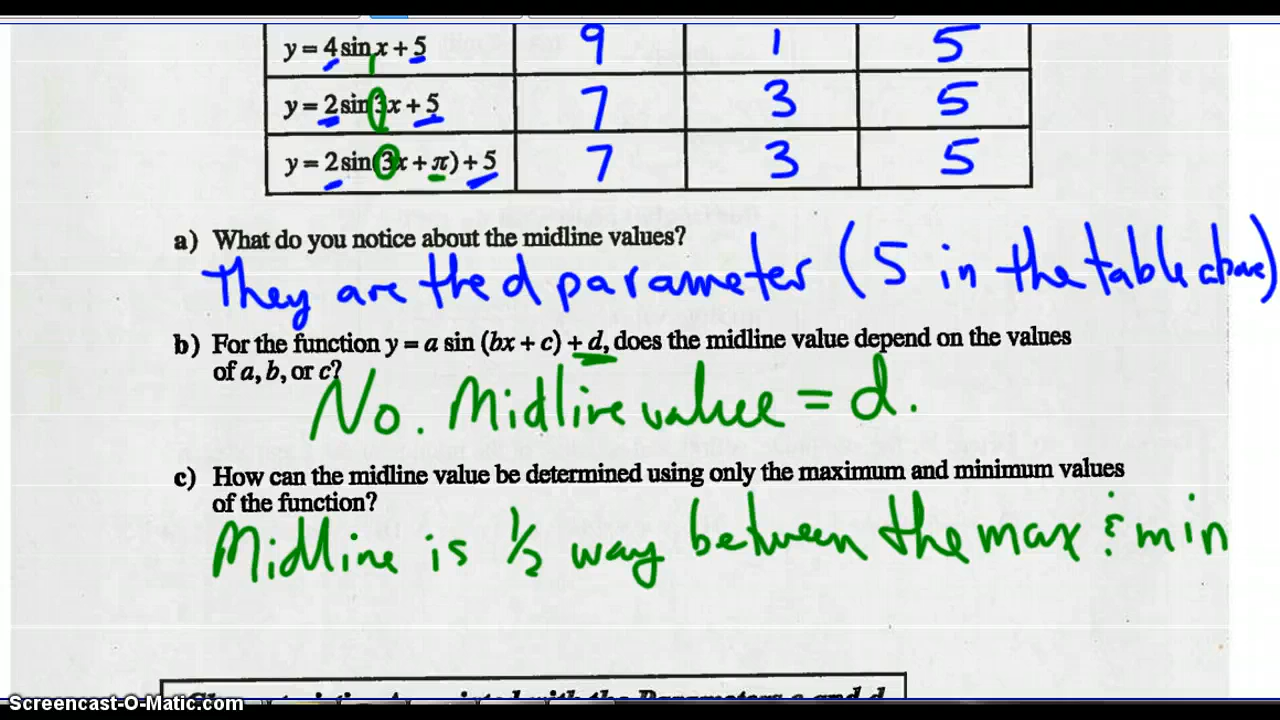 y = 4 sin x + 5 9 1 5
y = 2 sin 3x + 5 7 3 5
y = 2 sin(3x + π) + 5 7 3 5
a) What do you notice about the midline values?
They are the d parameter (5 in the table above)
b) For the function y = a sin (bx + c) + d, does the midline value depend on the values
of a, b, or c?
No. Midline value = d.
c) How can the midline value be determined using only the maximum and minimum values
of the function?
Midline is 1/2 way between the max & min
Screencast-O-Matic.com